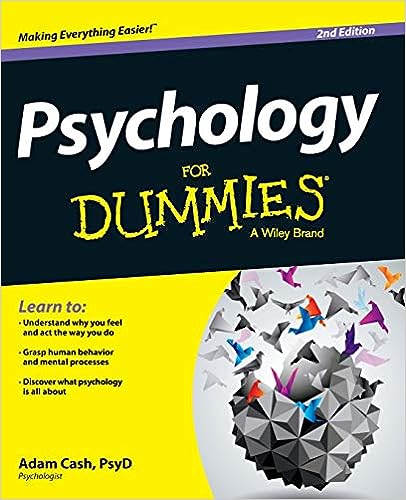 Making Everything Easier!™
2nd Edition
Psychology
FOR
DUMMIES®
A Wiley Brand
Learn to:
• Understand why you feel
and act the way you do
• Grasp human behavior
and mental processes
• Discover what psychology
is all about
Adam Cash, PsyD
Psychologist